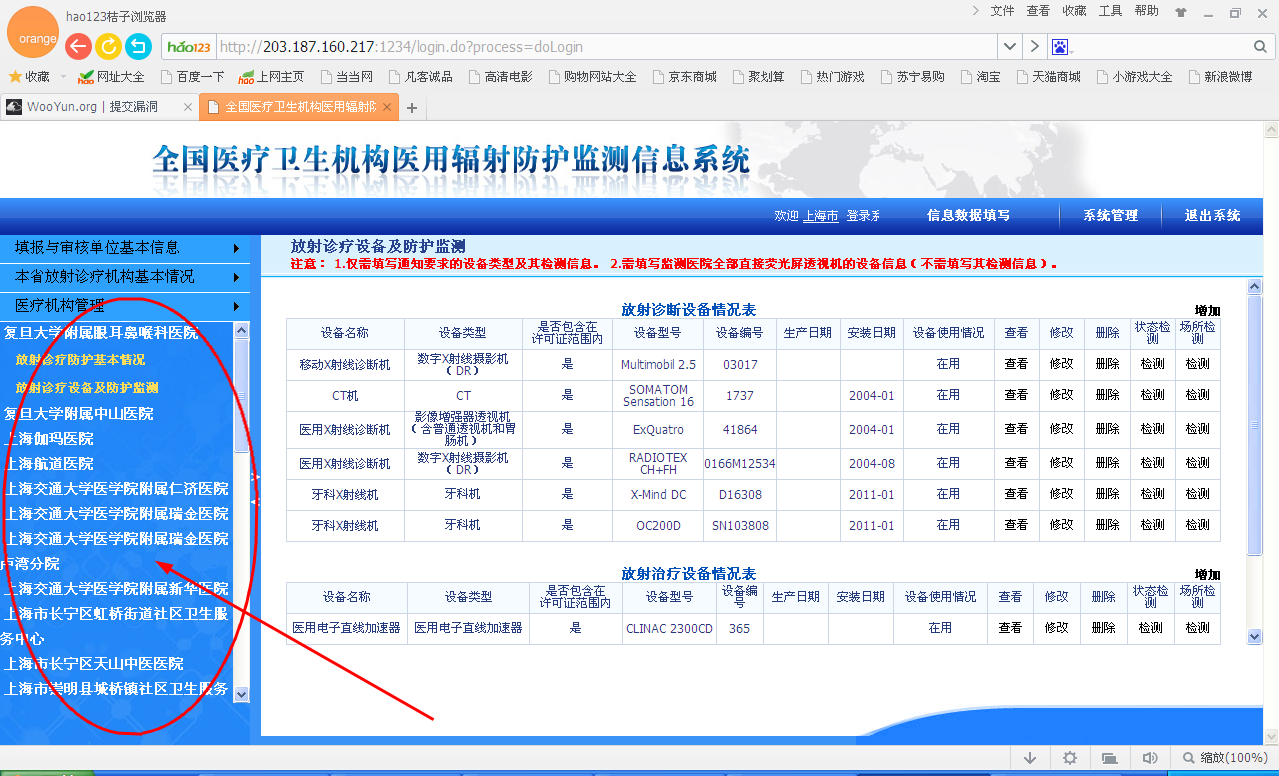 hao123桔子浏览器
文件 查看 收藏 工具 帮助
orange
hao123 http://203.187.160.217:1234/login.do?process=doLogin
收藏 网址大全 百度一下 上网主页 当当网 凡客诚品 高清电影 购物网站大全 京东商城 聚划算 热门游戏 苏宁易购 淘宝 天猫商城 小游戏大全 新浪微博
WooYun.org | 提交漏洞 全国医疗卫生机构医用辐射防
全国医疗卫生机构医用辐射防护监测信息系统
欢迎 上海市 登录系 信息数据填写 系统管理 退出系统
填报与审核单位基本信息
本省放射诊疗机构基本情况
医疗机构管理
复旦大学附属眼耳鼻喉科医院
放射诊疗防护基本情况
放射诊疗设备及防护监测
复旦大学附属中山医院
上海伽玛医院
上海航道医院
上海交通大学医学院附属仁济医院
上海交通大学医学院附属瑞金医院
上海交通大学医学院附属瑞金医院
卢湾分院
上海交通大学医学院附属新华医院
上海市长宁区虹桥街道社区卫生服
务中心
上海市长宁区天山中医医院
上海市崇明县城桥镇社区卫生服务
放射诊疗设备及防护监测
注意： 1.仅需填写通知要求的设备类型及其检测信息。 2.需填写监测医院全部直接荧光屏透视机的设备信息（不需填写其检测信息）。
放射诊断设备情况表 增加
设备名称 设备类型 是否包含在许可证范围内 设备型号 设备编号 生产日期 安装日期 设备使用情况 查看 修改 删除 状态检测 场所检测
移动X射线诊断机 数字X射线摄影机（DR） 是 Multimobil 2.5 03017 在用 查看 修改 删除 检测 检测
CT机 CT 是 SOMATOM Sensation 16 1737 2004-01 在用 查看 修改 删除 检测 检测
医用X射线诊断机 影像增强器透视机（含普通透视机和胃肠机） 是 ExQuatro 41864 2004-01 在用 查看 修改 删除 检测 检测
医用X射线诊断机 数字X射线摄影机（DR） 是 RADIOTEX CH+FH 0166M12534 2004-08 在用 查看 修改 删除 检测 检测
牙科X射线机 牙科机 是 X-Mind DC D16308 2011-01 在用 查看 修改 删除 检测 检测
牙科X射线机 牙科机 是 OC200D SN103808 2011-01 在用 查看 修改 删除 检测 检测
放射治疗设备情况表 增加
设备名称 设备类型 是否包含在许可证范围内 设备型号 设备编号 生产日期 安装日期 设备使用情况 查看 修改 删除 状态检测 场所检测
医用电子直线加速器 医用电子直线加速器 是 CLINAC 2300CD 365 在用 查看 修改 删除 检测 检测
缩放(100%)